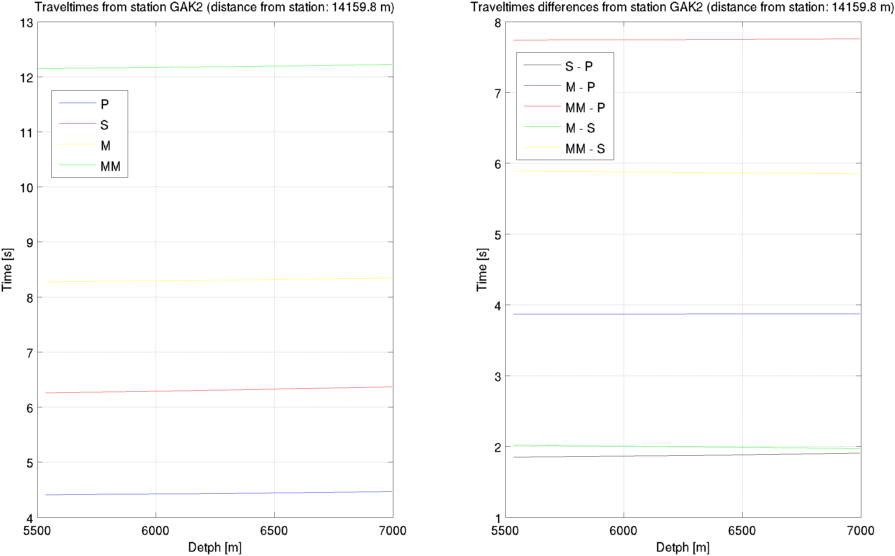 Traveltimes from station GAK2 (distance from station: 14159.8 m)
13
12
11
10
9
8
7
6
5
4
P
S
M
MM
Time [s]
5500 6000 6500 7000
Detph [m]
Traveltimes differences from station GAK2 (distance from station: 14159.8 m)
8
7
6
5
4
3
2
1
S - P
M - P
MM - P
M - S
MM - S
Time [s]
5500 6000 6500 7000
Detph [m]